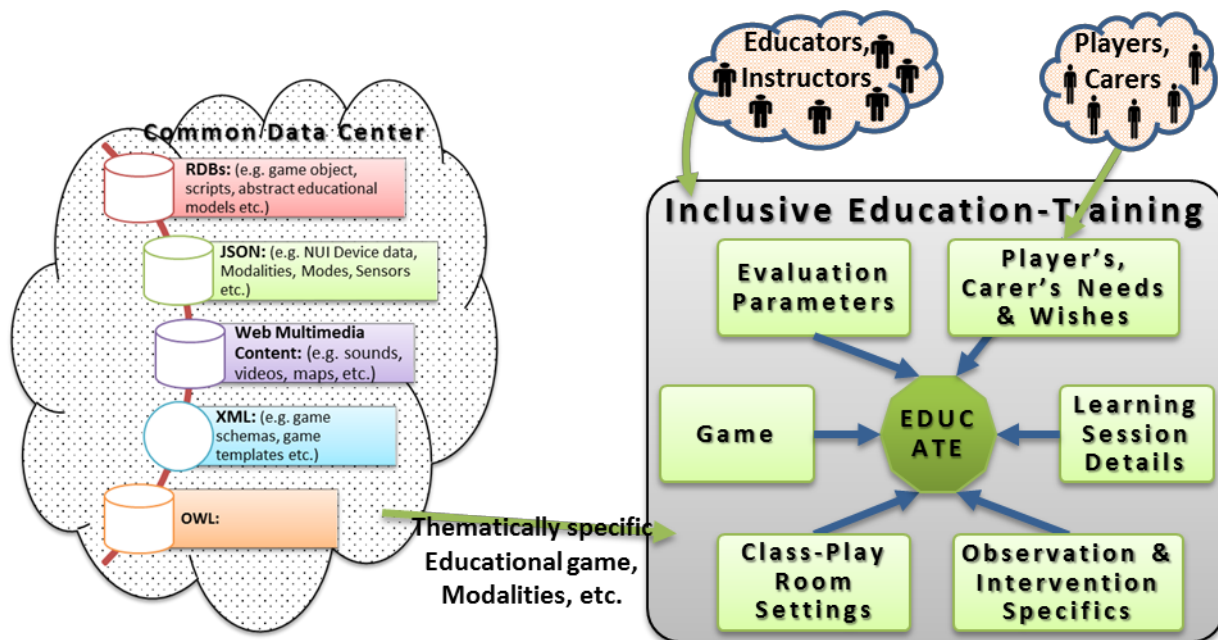 Common Data Center
RDBs: (e.g. game object,
scripts, abstract educational
models etc.)
JSON: (e.g. NUI Device data,
Modalities, Modes, Sensors
etc.)
Web Multimedia
Content: (e.g. sounds,
videos, maps, etc.)
XML: (e.g. game
schemas, game
templates etc.)
OWL:
Thematically specific
Educational game,
Modalities, etc.
Educators,
Instructors
Players,
Carers
Inclusive Education-Training
Evaluation
Parameters
Player's,
Carer's Needs
& Wishes
Game
EDUC
ATE
Learning
Session
Details
Class-Play
Room
Settings
Observation &
Intervention
Specifics